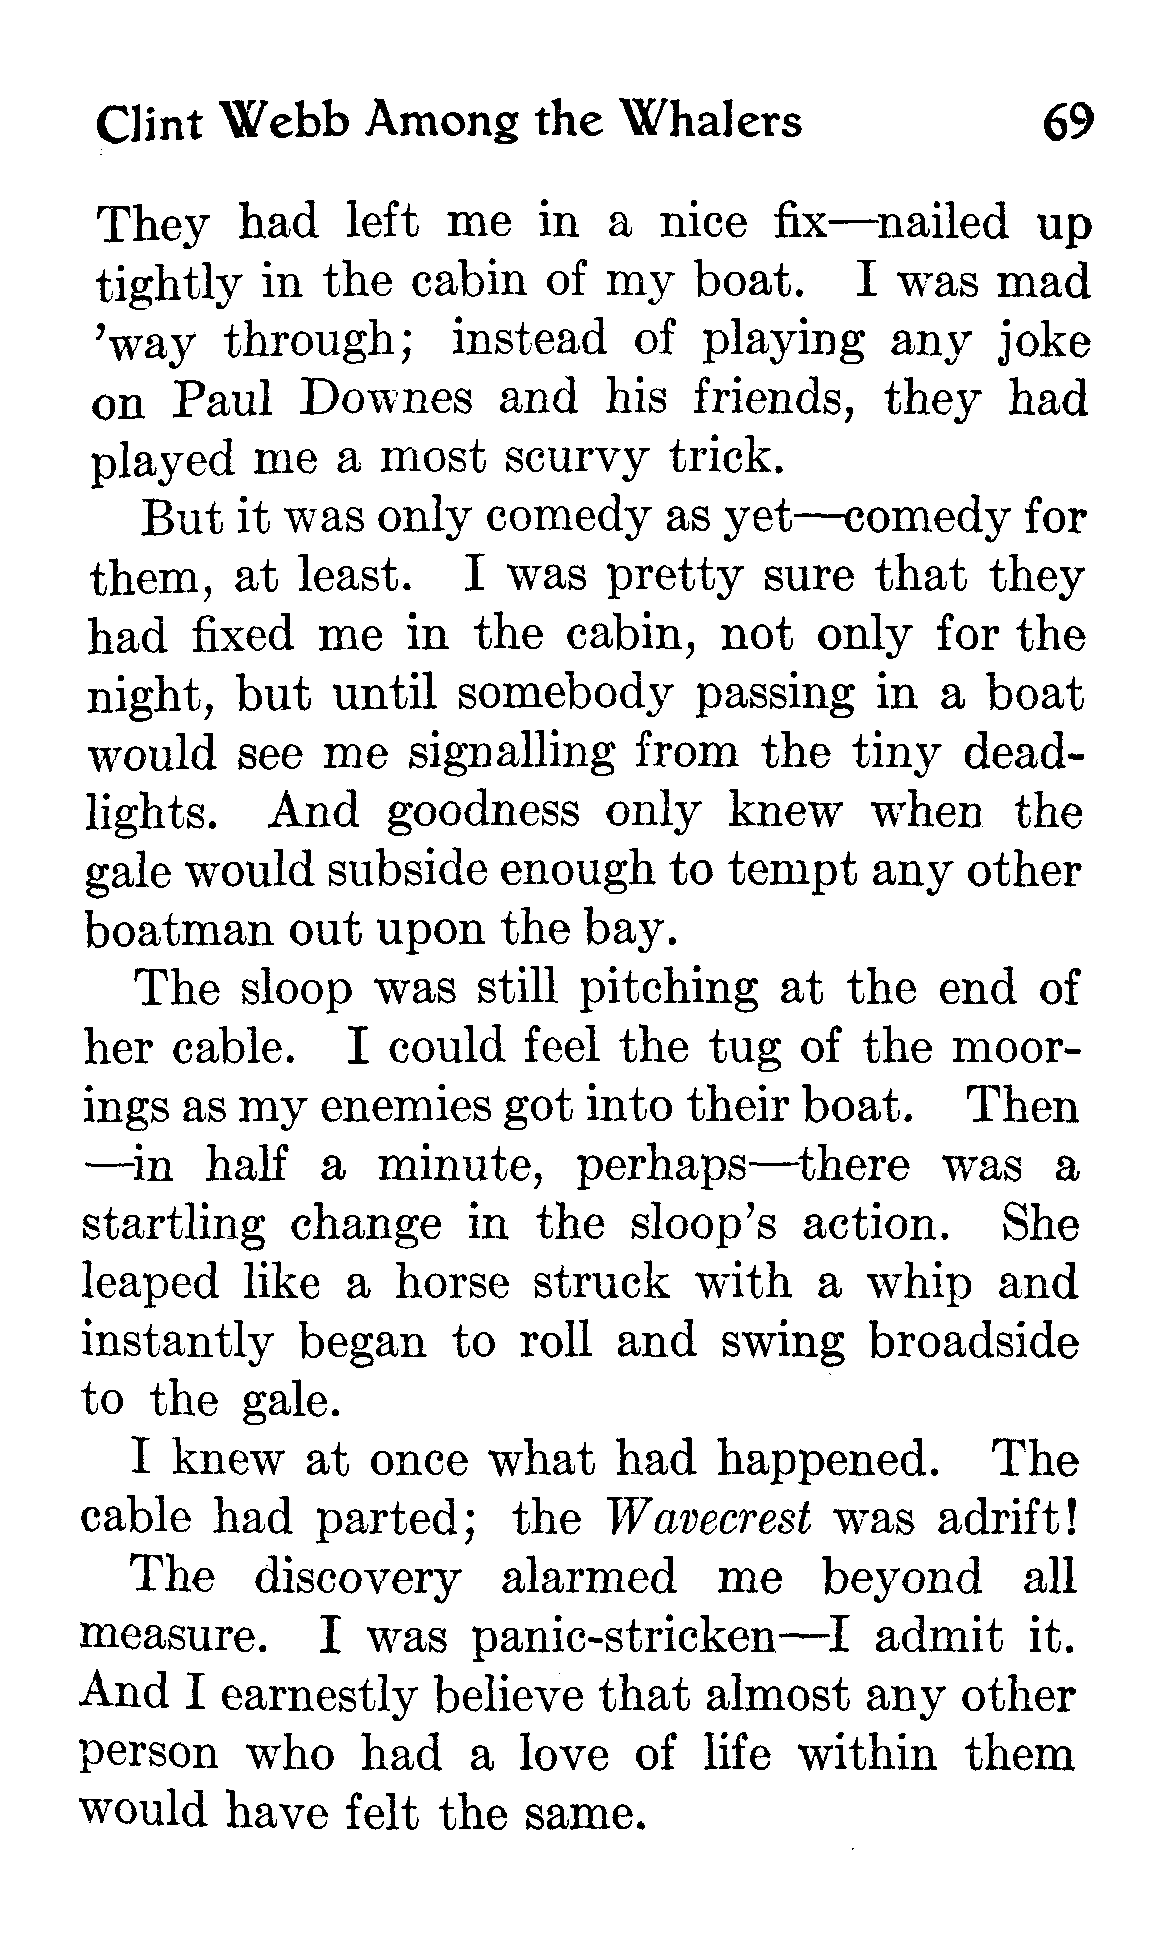 Clint Webb Among the Whalers 69
They had left me in a nice fix—nailed up
tightly in the cabin of my boat. I was mad
’way through; instead of playing any joke
on Paul Downes and his friends, they had
played me a most scurvy trick.
But it was only comedy as yet—comedy for
them, at least. I was pretty sure that they
had fixed me in the cabin, not only for the
night, but until somebody passing in a boat
would see me signalling from the tiny dead-
lights. And goodness only knew when the
gale would subside enough to tempt any other
boatman out upon the bay.
The sloop was still pitching at the end of
her cable. I could feel the tug of the moor-
ings as my enemies got into their boat. Then
—in half a minute, perhaps—there was a
startling change in the sloop’s action. She
leaped like a horse struck with a whip and
instantly began to roll and swing broadside
to the gale.
I knew at once what had happened. The
cable had parted; the Wavecrest was adrift!
The discovery alarmed me beyond all
measure. I was panic-stricken—I admit it.
And I earnestly believe that almost any other
person who had a love of life within them
would have felt the same.